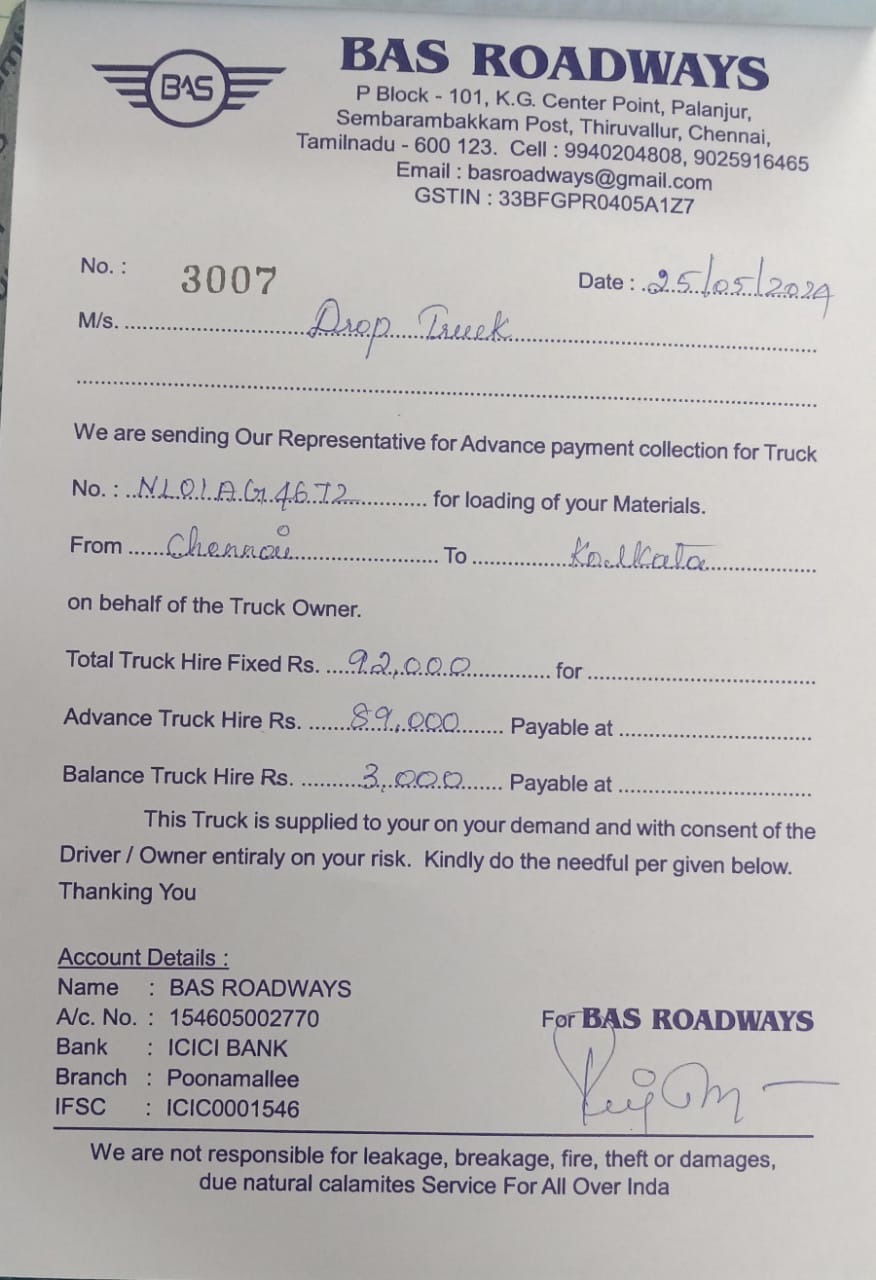 BAS
BAS ROADWAYS
P Block - 101, K.G. Center Point, Palanjur,
Sembarambakkam Post, Thiruvallur, Chennai,
Tamilnadu - 600 123. Cell : 9940204808, 9025916465
Email : basroadways@gmail.com
GSTIN : 33BFGPR0405A1Z7
No. : 3007 Date : 25/05/2024
M/s. Drop Truck
We are sending Our Representative for Advance payment collection for Truck
No. : NL01AG4672 for loading of your Materials.
From Chennai To Kolkata
on behalf of the Truck Owner.
Total Truck Hire Fixed Rs. 92,000 for
Advance Truck Hire Rs. 89,000 Payable at
Balance Truck Hire Rs. 3,000 Payable at
This Truck is supplied to your on your demand and with consent of the
Driver / Owner entiraly on your risk. Kindly do the needful per given below.
Thanking You
Account Details :
Name : BAS ROADWAYS
A/c. No. : 154605002770
Bank : ICICI BANK
Branch : Poonamallee
IFSC : ICIC0001546
For BAS ROADWAYS
We are not responsible for leakage, breakage, fire, theft or damages,
due natural calamites Service For All Over Inda